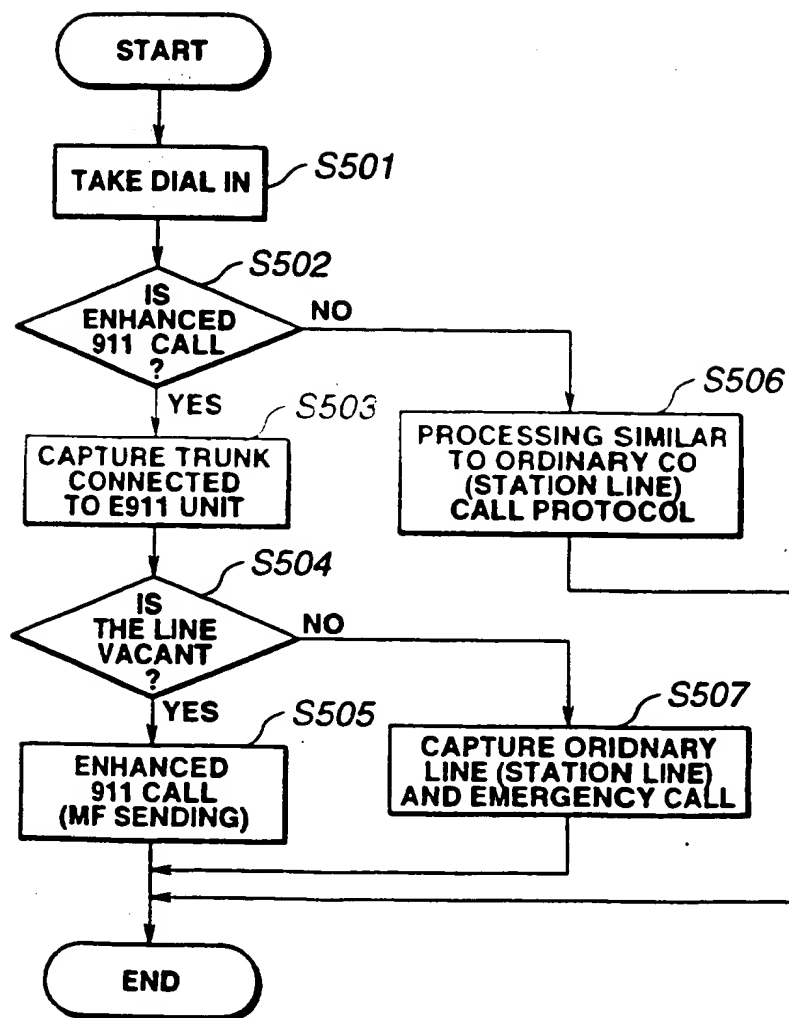 START
TAKE DIAL IN
S501
S502
IS
ENHANCED
911 CALL
?
NO
YES
S503
S506
CAPTURE TRUNK
CONNECTED
TO E911 UNIT
PROCESSING SIMILAR
TO ORDINARY CO
(STATION LINE)
CALL PROTOCOL
S504
IS
THE LINE
VACANT
?
NO
YES
S505
S507
ENHANCED
911 CALL
(MF SENDING)
CAPTURE ORIDNARY
LINE (STATION LINE)
AND EMERGENCY CALL
END